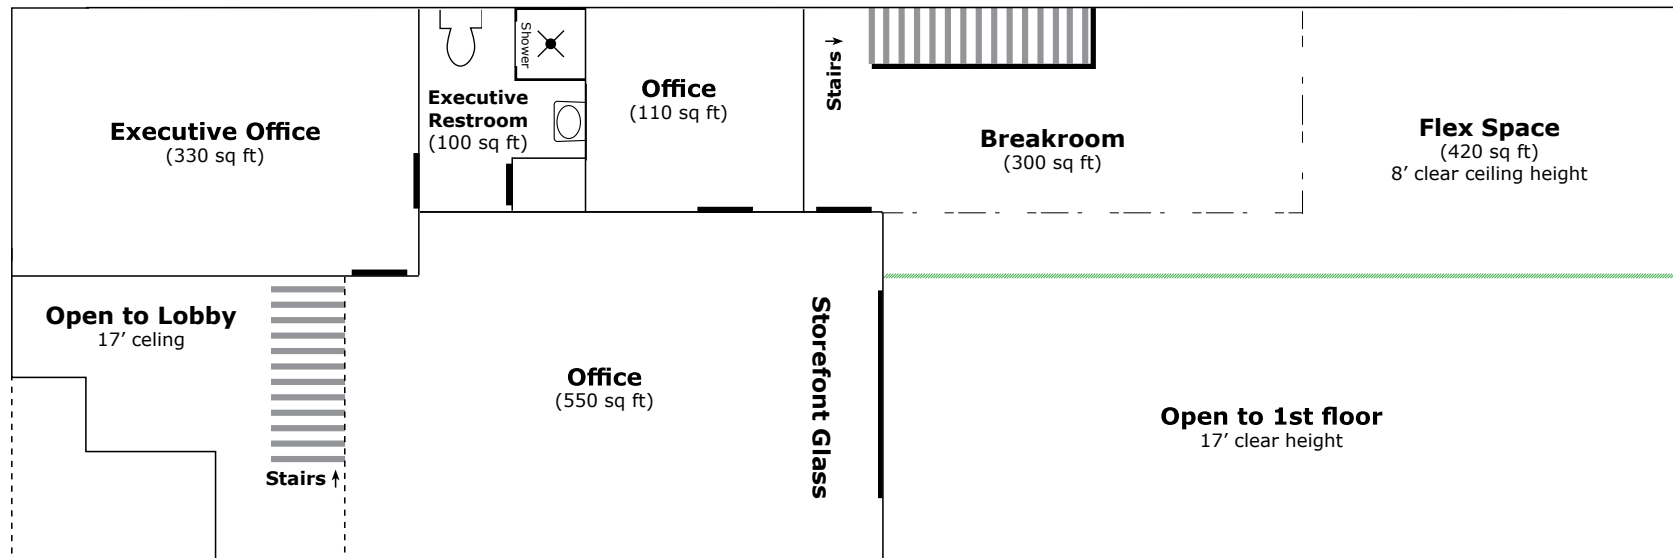 Executive Office
(330 sq ft)
Executive
Restroom
(100 sq ft)
Shower
Office
(110 sq ft)
Stairs
Breakroom
(300 sq ft)
Flex Space
(420 sq ft)
8’ clear ceiling height
Open to Lobby
17’ celing
Stairs
Office
(550 sq ft)
Storefont Glass
Open to 1st floor
17’ clear height